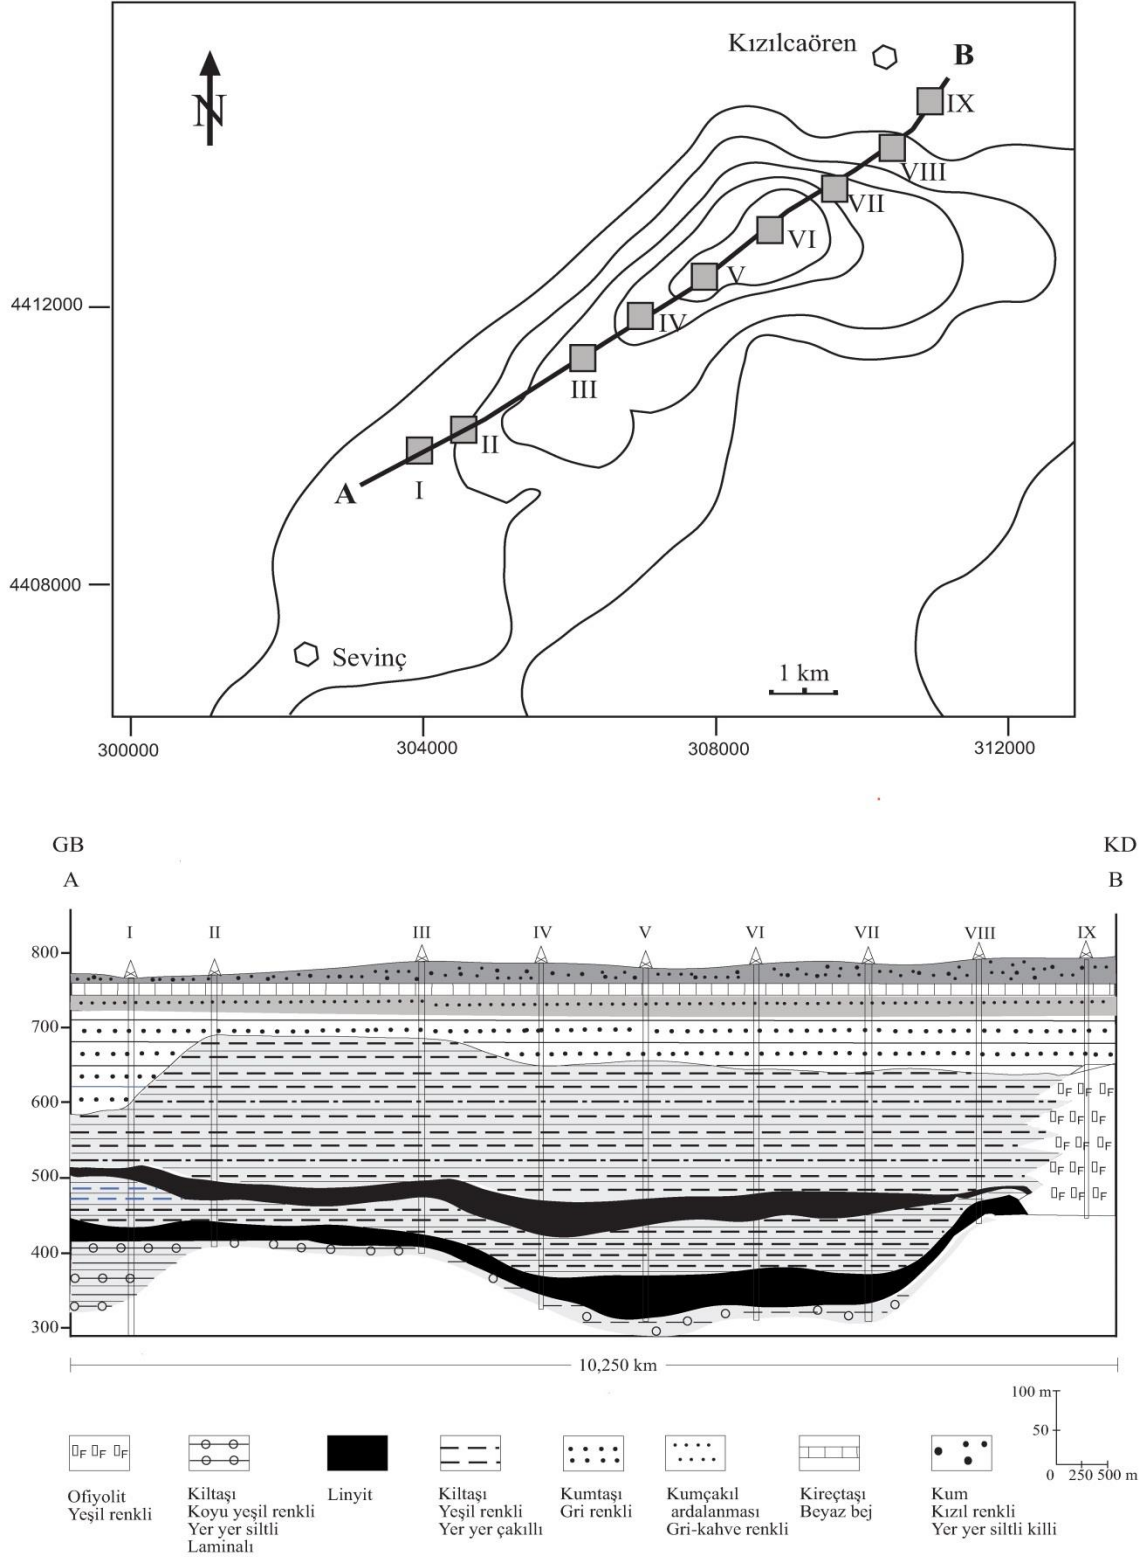 Kızılcaören
B
N
IX
VIII
VII
VI
V
IV
III
II
I
A
4412000
4408000
Sevinç
1 km
300000
304000
308000
312000
GB
KD
A
B
I II III IV V VI VII VIII IX
800
700
600
500
400
300
10,250 km
100 m
50
0 250 500 m
Ofiyolit
Yeşil renkli
Kiltaşı
Koyu yeşil renkli
Yer yer siltli
Laminalı
Linyit
Kiltaşı
Yeşil renkli
Yer yer çakıllı
Kumtaşı
Gri renkli
Kumçakıl
ardalanması
Gri-kahve renkli
Kireçtaşı
Beyaz bej
Kum
Kızıl renkli
Yer yer siltli killi